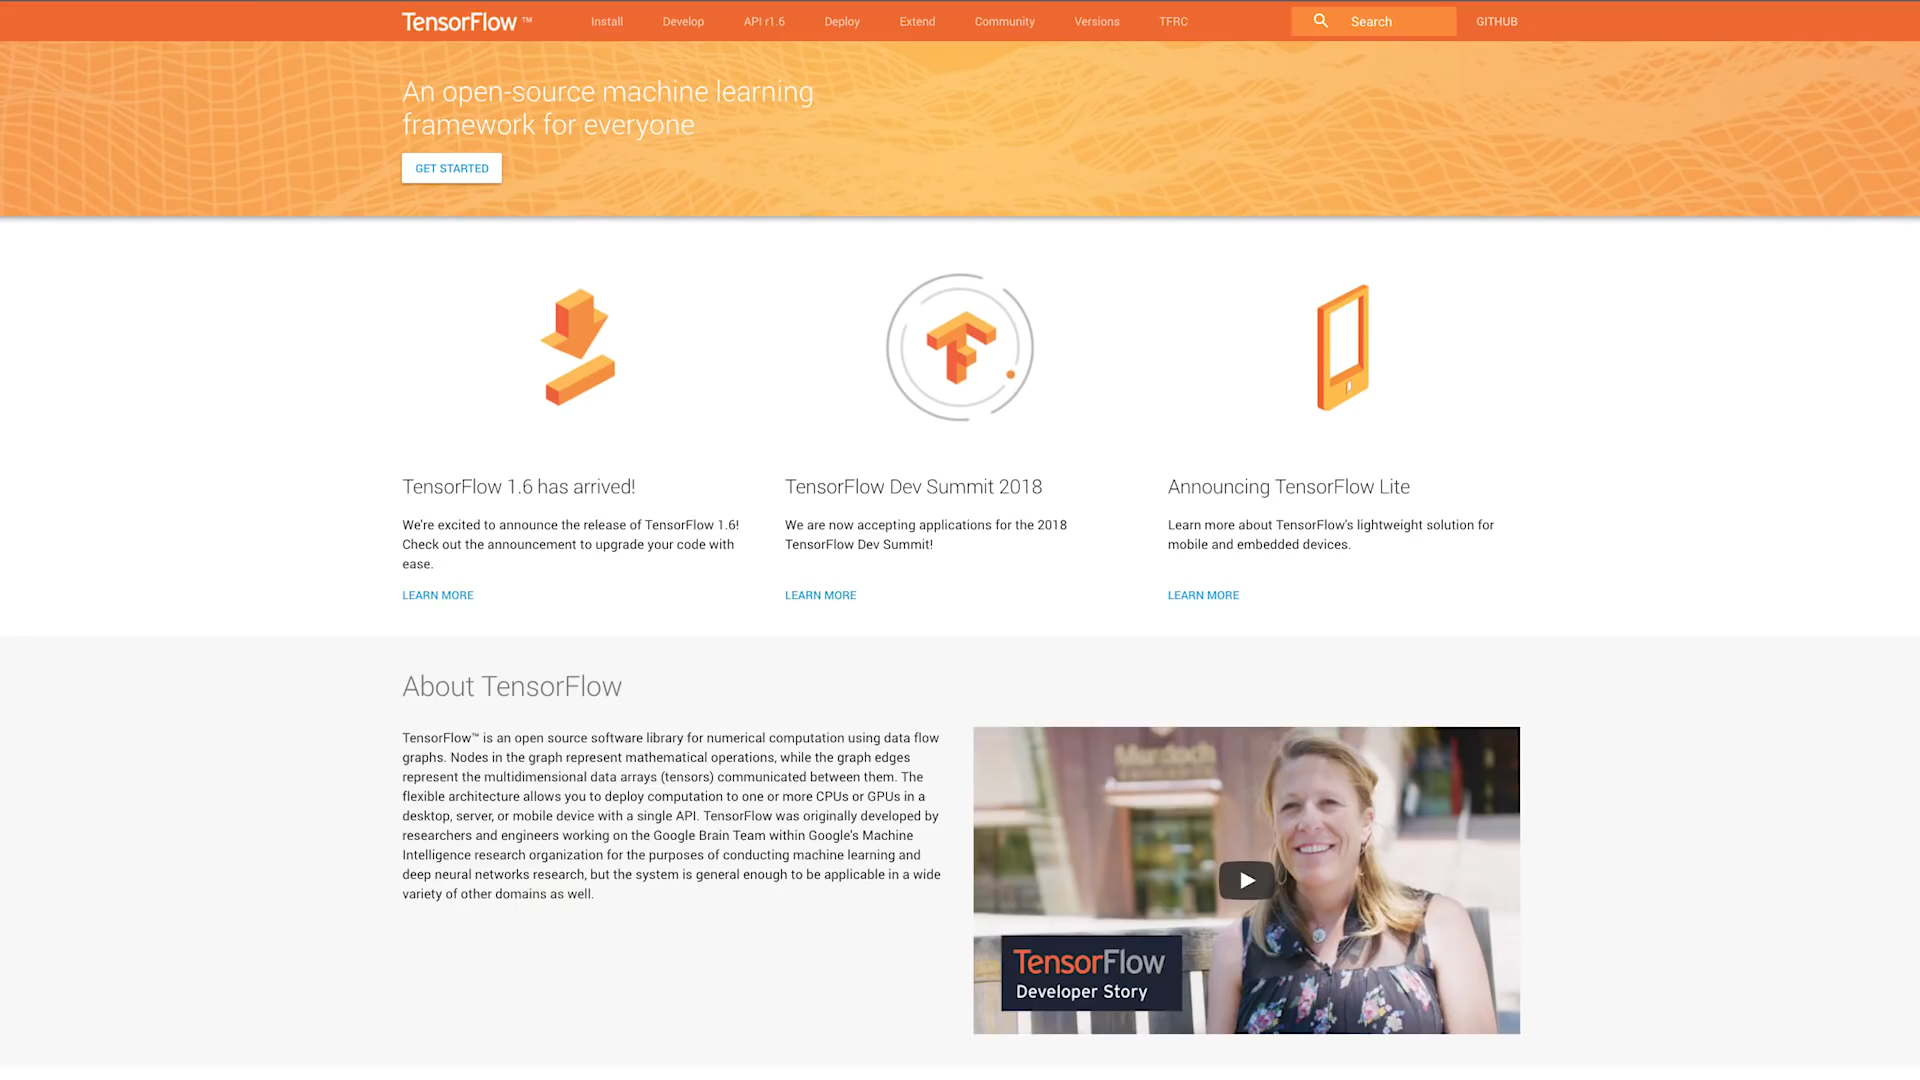 TensorFlow ™
Install
Develop
API r1.6
Deploy
Extend
Community
Versions
TFRC
Search
GITHUB
An open-source machine learning
framework for everyone
GET STARTED
TensorFlow 1.6 has arrived!
We're excited to announce the release of TensorFlow 1.6!
Check out the announcement to upgrade your code with
ease.
LEARN MORE
TensorFlow Dev Summit 2018
We are now accepting applications for the 2018
TensorFlow Dev Summit!
LEARN MORE
Announcing TensorFlow Lite
Learn more about TensorFlow's lightweight solution for
mobile and embedded devices.
LEARN MORE
About TensorFlow
TensorFlow™ is an open source software library for numerical computation using data flow
graphs. Nodes in the graph represent mathematical operations, while the graph edges
represent the multidimensional data arrays (tensors) communicated between them. The
flexible architecture allows you to deploy computation to one or more CPUs or GPUs in a
desktop, server, or mobile device with a single API. TensorFlow was originally developed by
researchers and engineers working on the Google Brain Team within Google's Machine
Intelligence research organization for the purposes of conducting machine learning and
deep neural networks research, but the system is general enough to be applicable in a wide
variety of other domains as well.
Murdoch
TensorFlow
Developer Story